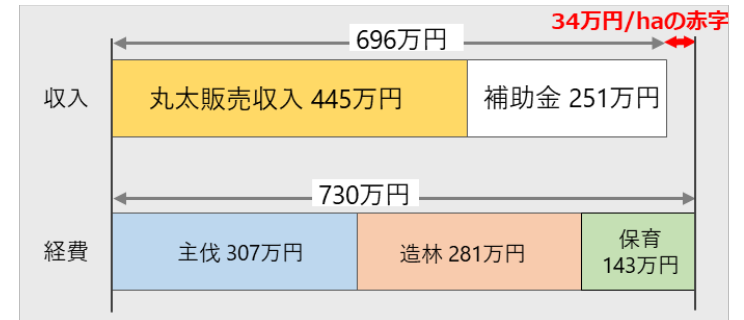 34万円/haの赤字
696万円
収入
丸太販売収入 445万円
補助金 251万円
730万円
経費
主伐 307万円
造林 281万円
保育
143万円